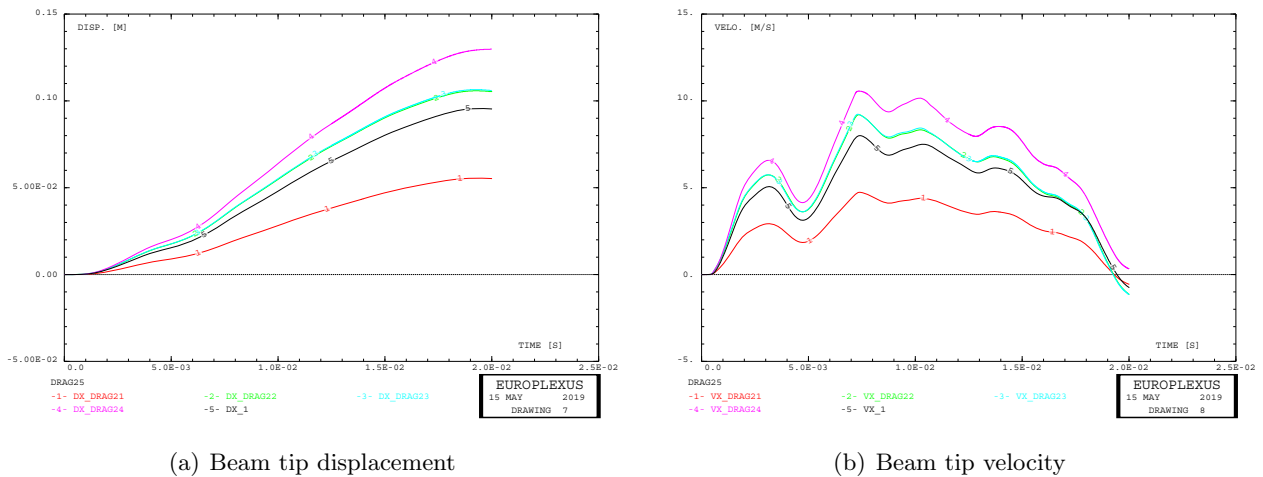 0.15
DISP. [M]
0.10
5.00E-02
0.00
-5.00E-02
TIME [S]
0.0
5.0E-03
1.0E-02
1.5E-02
2.0E-02
2.5E-02
DRAG25
-1- DX_DRAG21
-2- DX_DRAG22
-3- DX_DRAG23
-4- DX_DRAG24
-5- DX_1
EUROPLEXUS
15 MAY 2019
DRAWING 7
(a) Beam tip displacement
15.
VELO. [M/S]
10.
5.
0.
-5.
TIME [S]
0.0
5.0E-03
1.0E-02
1.5E-02
2.0E-02
2.5E-02
DRAG25
-1- VX_DRAG21
-2- VX_DRAG22
-3- VX_DRAG23
-4- VX_DRAG24
-5- VX_1
EUROPLEXUS
15 MAY 2019
DRAWING 8
(b) Beam tip velocity